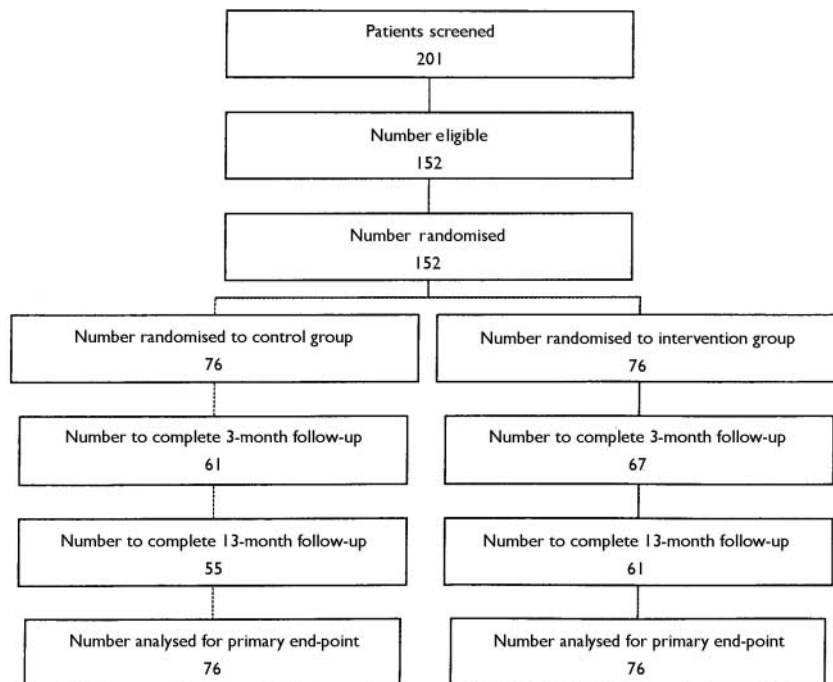 Patients screened
201
Number eligible
152
Number randomised
152
Number randomised to control group
76
Number randomised to intervention group
76
Number to complete 3-month follow-up
61
Number to complete 3-month follow-up
67
Number to complete 13-month follow-up
55
Number to complete 13-month follow-up
61
Number analysed for primary end-point
76
Number analysed for primary end-point
76